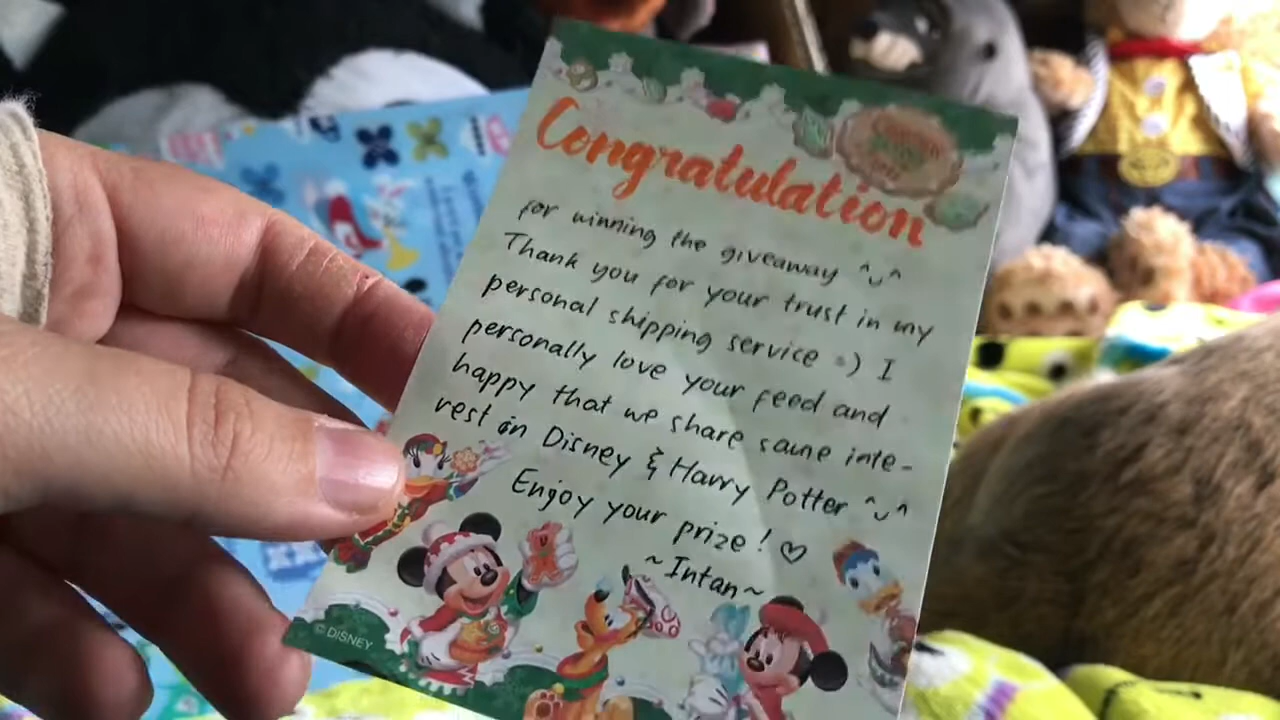 Congratulation
for winning the giveaway ^⌣^
Thank you for your trust in my
personal shipping service :) I
personally love your feed and
happy that we share same inte-
rest in Disney & Harry Potter ^⌣^
Enjoy your prize! ♡
~Intan~
© DISNEY